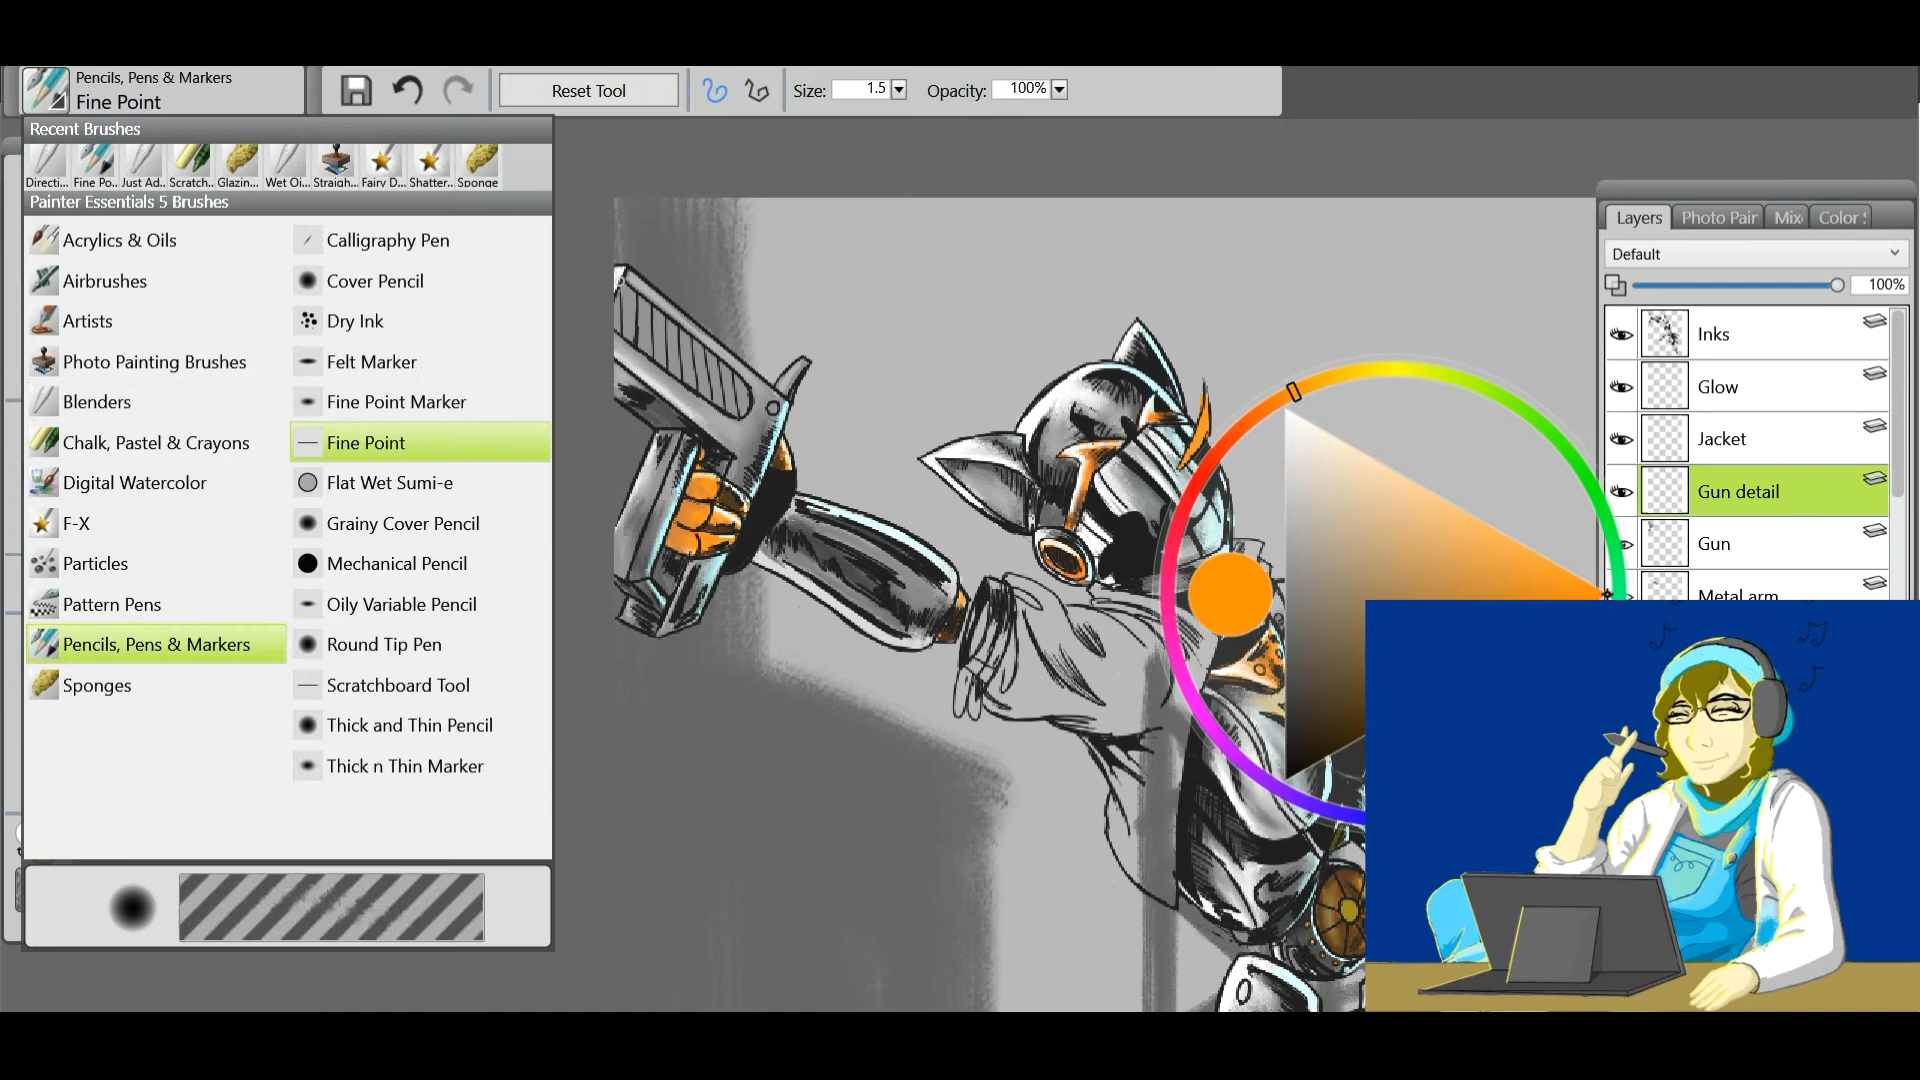 Pencils, Pens & Markers
Fine Point
Reset Tool
Size: 1.5
Opacity: 100%
Recent Brushes
Directi... Fine Po.. Just Ad.. Scratch.. Glazin... Wet Oi... Straigh... Fairy D... Shatter.. Sponge
Painter Essentials 5 Brushes
Acrylics & Oils
Airbrushes
Artists
Photo Painting Brushes
Blenders
Chalk, Pastel & Crayons
Digital Watercolor
F-X
Particles
Pattern Pens
Pencils, Pens & Markers
Sponges
Calligraphy Pen
Cover Pencil
Dry Ink
Felt Marker
Fine Point Marker
Fine Point
Flat Wet Sumi-e
Grainy Cover Pencil
Mechanical Pencil
Oily Variable Pencil
Round Tip Pen
Scratchboard Tool
Thick and Thin Pencil
Thick n Thin Marker
Layers Photo Pair Mix Color
Default
100%
Inks
Glow
Jacket
Gun detail
Gun
Metal arm